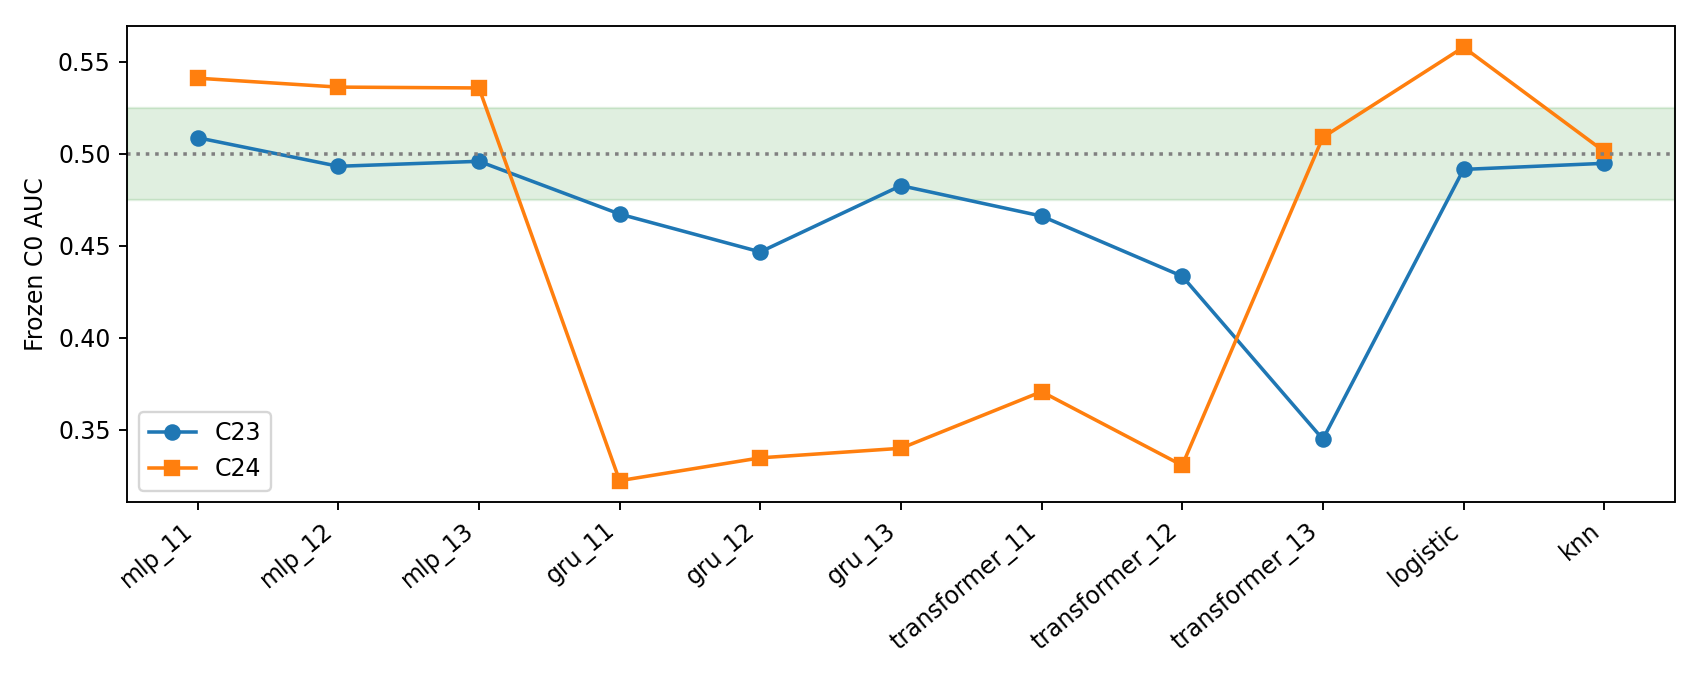 Frozen C0 AUC
0.55
0.50
0.45
0.40
0.35
C23
C24
mlp_11
mlp_12
mlp_13
gru_11
gru_12
gru_13
transformer_11
transformer_12
transformer_13
logistic
knn